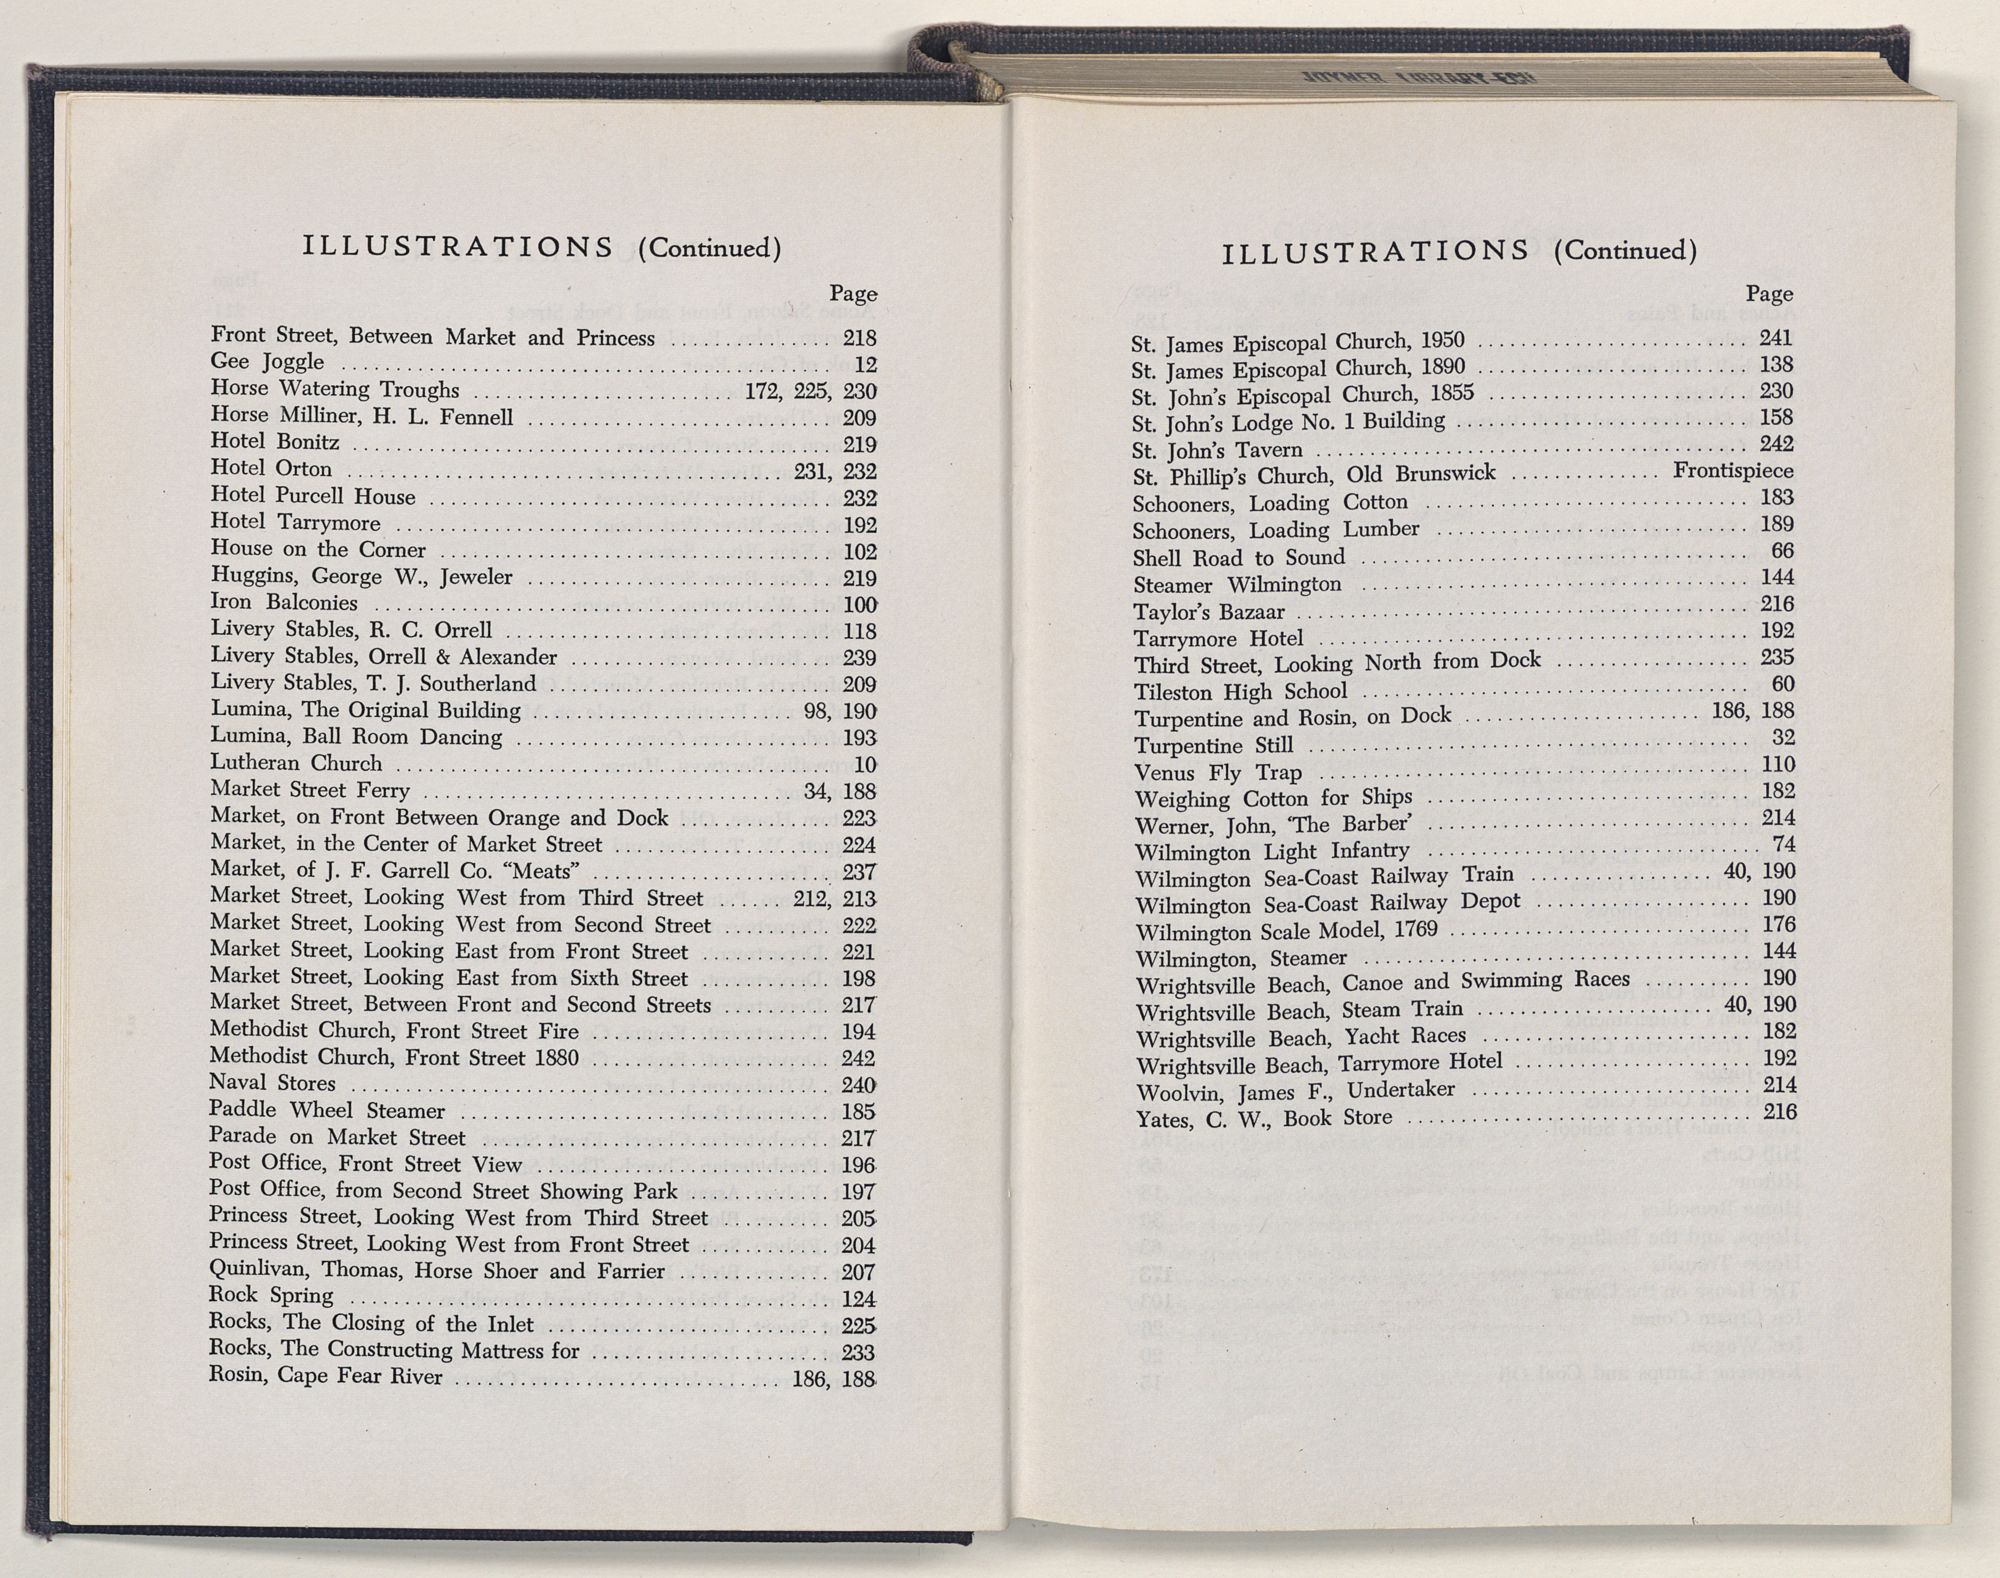 JOYNER LIBRARY-ECU
ILLUSTRATIONS (Continued)
Page
Front Street, Between Market and Princess .............. 218
Gee Joggle ........................................ 12
Horse Watering Troughs ....................... 172, 225, 230
Horse Milliner, H. L. Fennell ........................... 209
Hotel Bonitz ........................................ 219
Hotel Orton ..................................... 231, 232
Hotel Purcell House .................................. 232
Hotel Tarrymore ..................................... 192
House on the Corner ................................. 102
Huggins, George W., Jeweler .......................... 219
Iron Balconies ....................................... 100
Livery Stables, R. C. Orrell ............................ 118
Livery Stables, Orrell & Alexander ...................... 239
Livery Stables, T. J. Southerland ........................ 209
Lumina, The Original Building ....................... 98, 190
Lumina, Ball Room Dancing .......................... 193
Lutheran Church ..................................... 10
Market Street Ferry ................................ 34, 188
Market, on Front Between Orange and Dock ............. 223
Market, in the Center of Market Street .................. 224
Market, of J. F. Garrell Co. “Meats” .................... 237
Market Street, Looking West from Third Street ...... 212, 213
Market Street, Looking West from Second Street ......... 222
Market Street, Looking East from Front Street ........... 221
Market Street, Looking East from Sixth Street ............ 198
Market Street, Between Front and Second Streets ......... 217
Methodist Church, Front Street Fire .................... 194
Methodist Church, Front Street 1880 .................... 242
Naval Stores ........................................ 240
Paddle Wheel Steamer ............................... 185
Parade on Market Street ............................. 217
Post Office, Front Street View ......................... 196
Post Office, from Second Street Showing Park ............ 197
Princess Street, Looking West from Third Street ......... 205
Princess Street, Looking West from Front Street ........... 204
Quinlivan, Thomas, Horse Shoer and Farrier ............. 207
Rock Spring ........................................ 124
Rocks, The Closing of the Inlet ........................ 225
Rocks, The Constructing Mattress for .................... 233
Rosin, Cape Fear River ........................... 186, 188
ILLUSTRATIONS (Continued)
Page
St. James Episcopal Church, 1950 ....................... 241
St. James Episcopal Church, 1890 ....................... 138
St. John’s Episcopal Church, 1855 ...................... 230
St. John’s Lodge No. 1 Building ......................... 158
St. John’s Tavern ..................................... 242
St. Phillip’s Church, Old Brunswick ............. Frontispiece
Schooners, Loading Cotton ............................ 183
Schooners, Loading Lumber ........................... 189
Shell Road to Sound .................................. 66
Steamer Wilmington .................................. 144
Taylor’s Bazaar ....................................... 216
Tarrymore Hotel ..................................... 192
Third Street, Looking North from Dock ................. 235
Tileston High School .................................. 60
Turpentine and Rosin, on Dock ..................... 186, 188
Turpentine Still ...................................... 32
Venus Fly Trap ...................................... 110
Weighing Cotton for Ships ............................ 182
Werner, John, ‘The Barber’ ............................ 214
Wilmington Light Infantry ............................. 74
Wilmington Sea-Coast Railway Train ................ 40, 190
Wilmington Sea-Coast Railway Depot ................... 190
Wilmington Scale Model, 1769 .......................... 176
Wilmington, Steamer .................................. 144
Wrightsville Beach, Canoe and Swimming Races .......... 190
Wrightsville Beach, Steam Train .................... 40, 190
Wrightsville Beach, Yacht Races ....................... 182
Wrightsville Beach, Tarrymore Hotel .................... 192
Woolvin, James F., Undertaker ......................... 214
Yates, C. W., Book Store .............................. 216